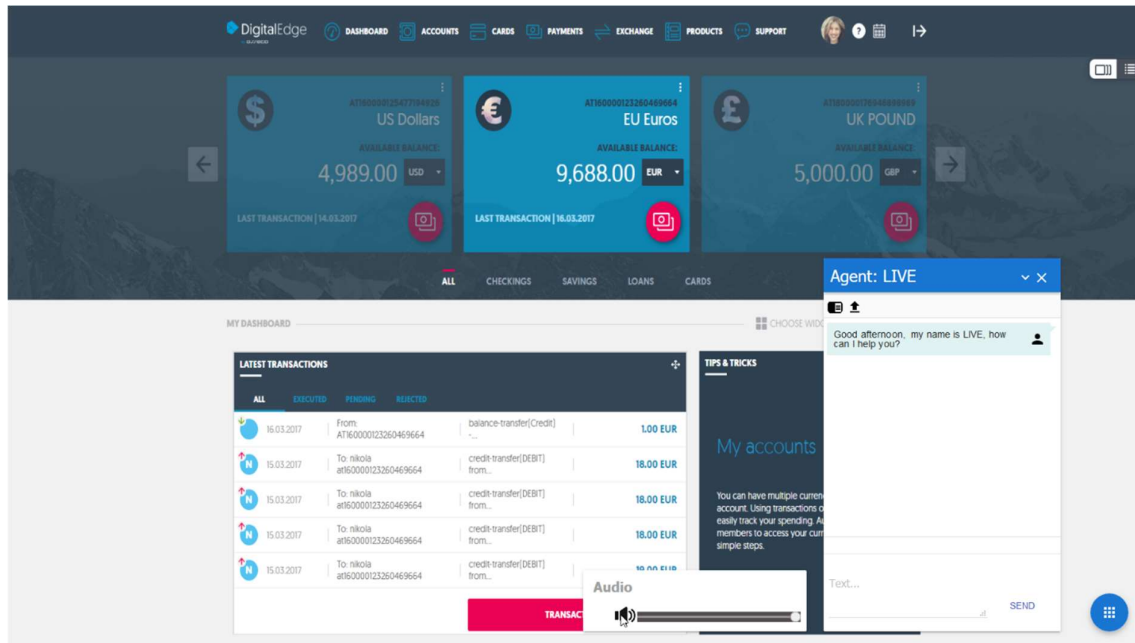 DigitalEdge
DASHBOARD
ACCOUNTS
CARDS
PAYMENTS
EXCHANGE
PRODUCTS
SUPPORT
US Dollars
AVAILABLE BALANCE:
4,989.00 USD
LAST TRANSACTION | 14.03.2017
AT160000123260469664
EU Euros
AVAILABLE BALANCE:
9,688.00 EUR
LAST TRANSACTION | 16.03.2017
UK POUND
AVAILABLE BALANCE:
5,000.00 GBP
ALL CHECKINGS SAVINGS LOANS CARDS
MY DASHBOARD
CHOOSE
LATEST TRANSACTIONS
ALL EXECUTED PENDING REJECTED
16.03.2017
From:
AT160000123260469664
balance-transfer[Credit]
-...
1.00 EUR
N
15.03.2017
To: nikola
at160000123260469664
credit-transfer[DEBIT]
from...
18.00 EUR
N
15.03.2017
To: nikola
at160000123260469664
credit-transfer[DEBIT]
from...
18.00 EUR
N
15.03.2017
To: nikola
at160000123260469664
credit-transfer[DEBIT]
from...
18.00 EUR
N
15.03.2017
To: nikola
at160000123260469664
credit-transfer[DEBIT]
from...
TIPS & TRICKS
My accounts
You can have multiple
account. Using transactions
easily track your spending.
members to access your
simple steps.
Agent: LIVE
Good afternoon, my name is LIVE, how
can I help you?
Text...
SEND
Audio